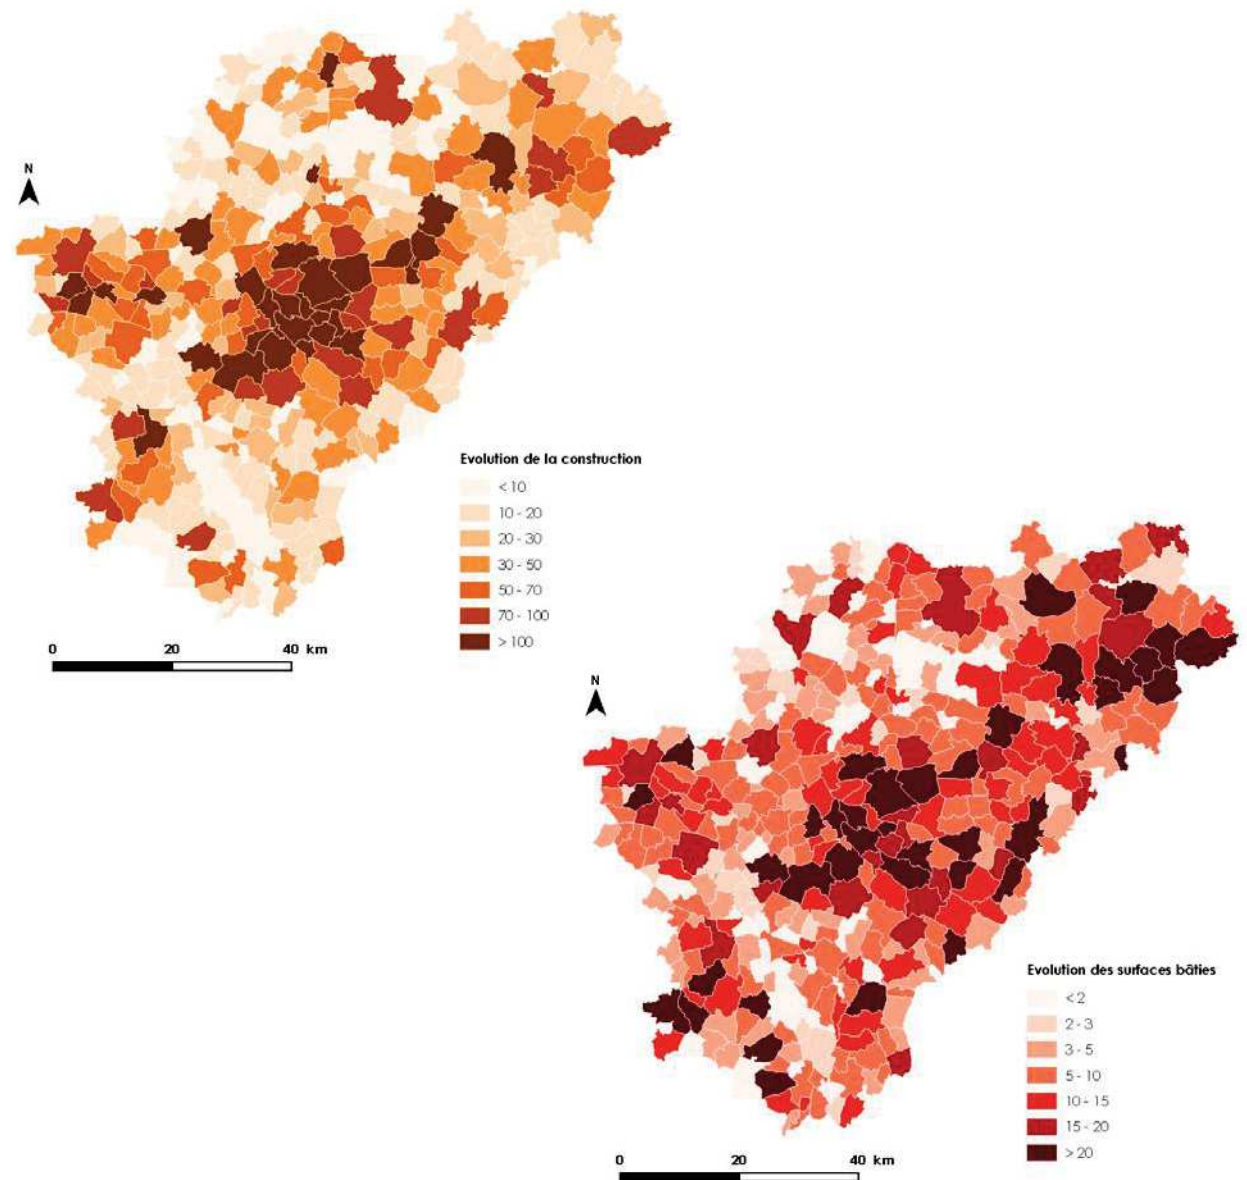 N
Evolution de la construction
< 10
10 - 20
20 - 30
30 - 50
50 - 70
70 - 100
> 100
0 20 40 km
N
Evolution des surfaces bâties
< 2
2 - 3
3 - 5
5 - 10
10 - 15
15 - 20
> 20
0 20 40 km